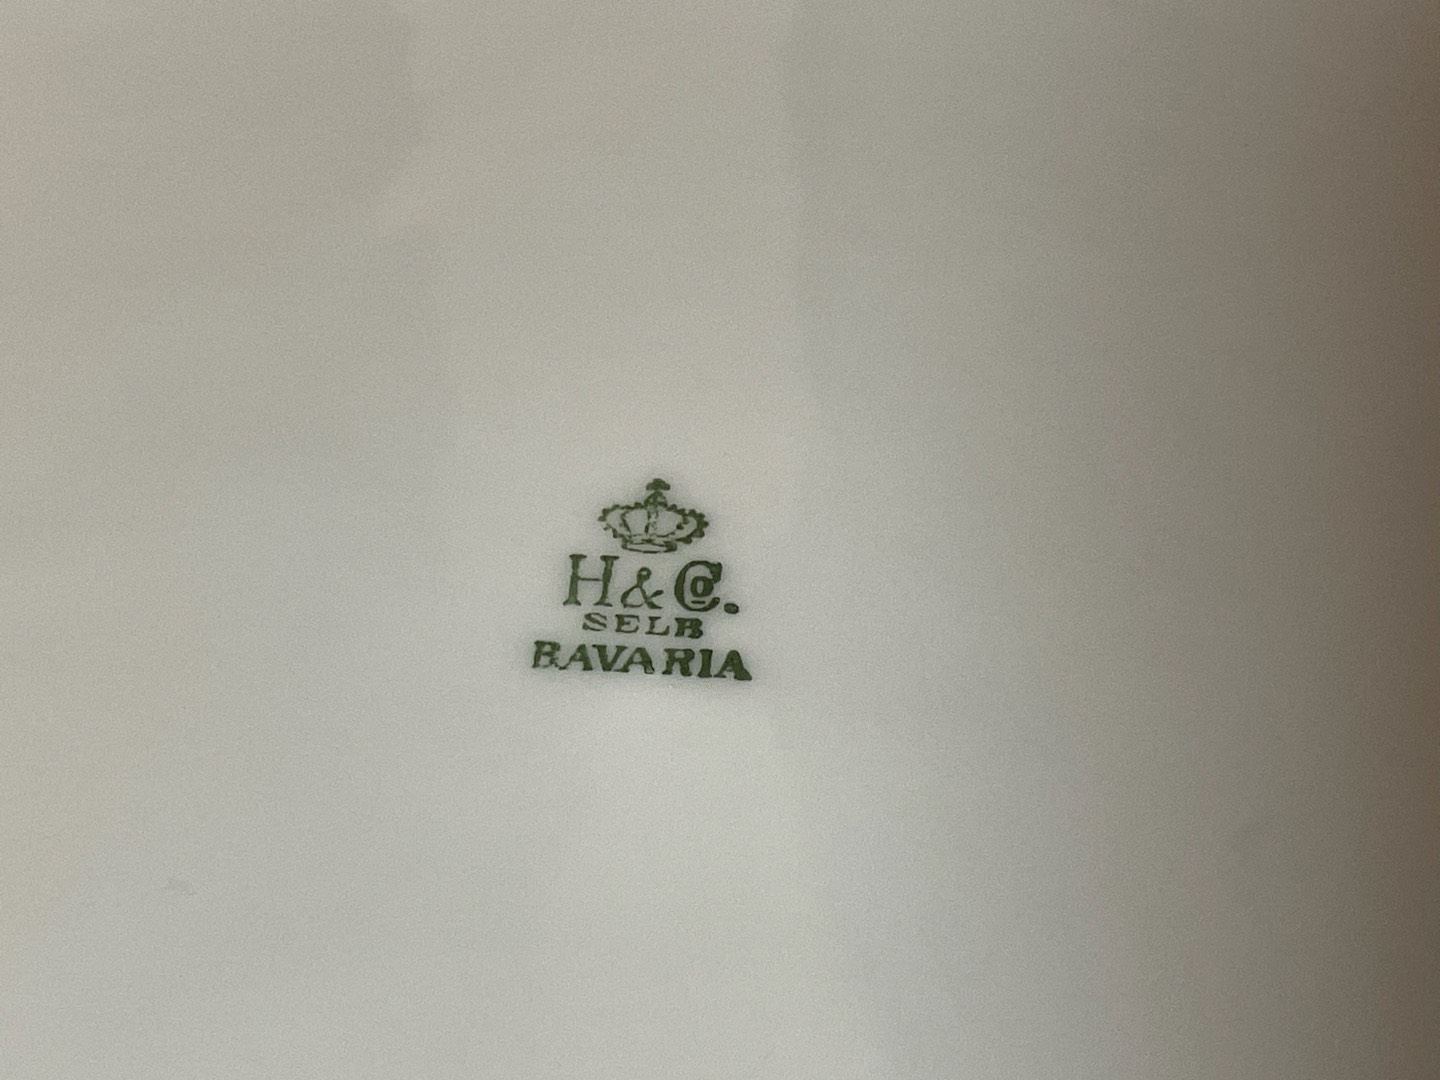 H & Co.
SELB
BAVARIA